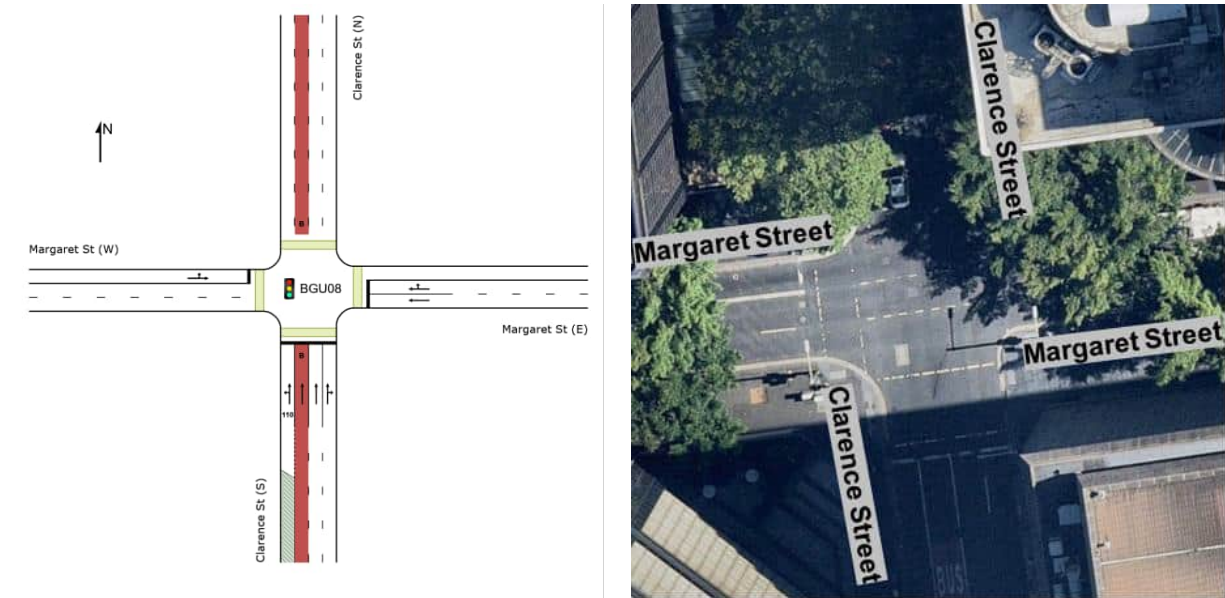 Clarence St (N)
N
Margaret St (W)
B
BGU08
Margaret St (E)
B
110
Clarence St (S)
Clarence Street
Margaret Street
Margaret Street
Clarence Street
BUS